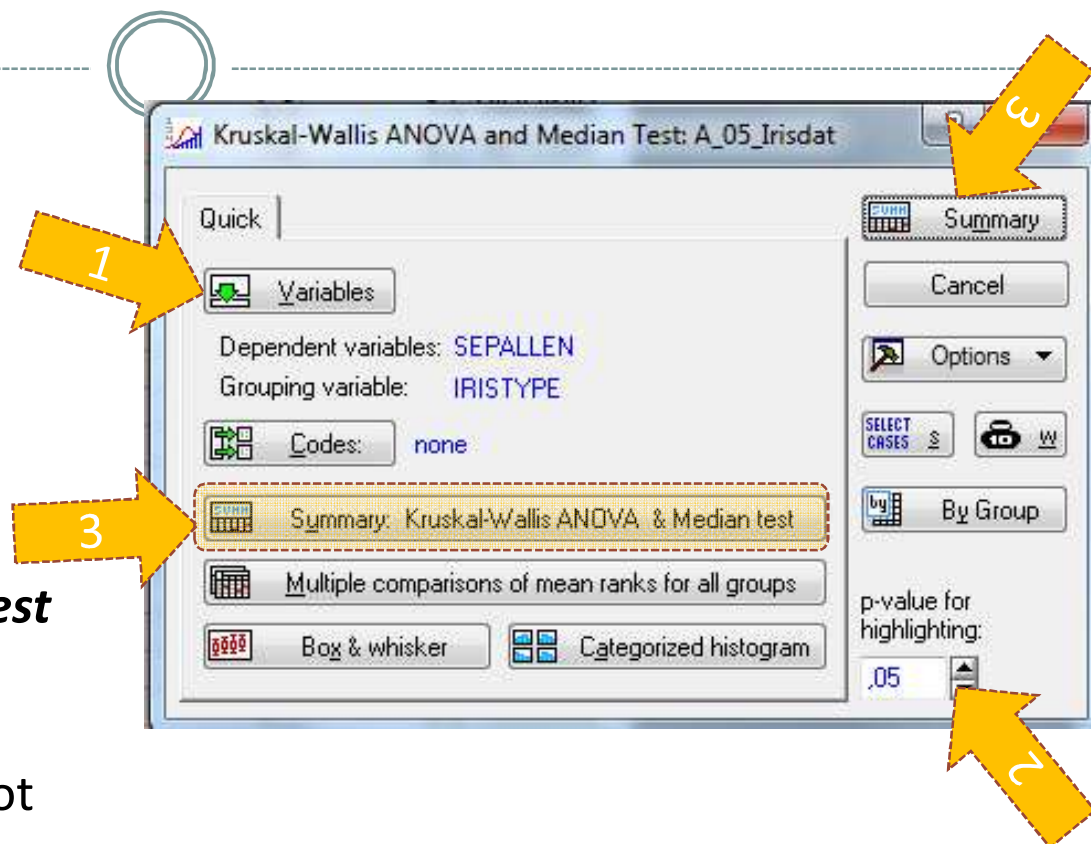 Kruskal-Wallis ANOVA and Median Test: A_05_Irisdat
3
Quick
Summary
1
Variables
Cancel
Dependent variables: SEPALLEN
Options
Grouping variable: IRISTYPE
Codes: none
SELECT CASES S
W
3
Summary: Kruskal-Wallis ANOVA & Median test
By Group
Multiple comparisons of mean ranks for all groups
est
p-value for
highlighting:
Box & whisker
Categorized histogram
,05
2
ot